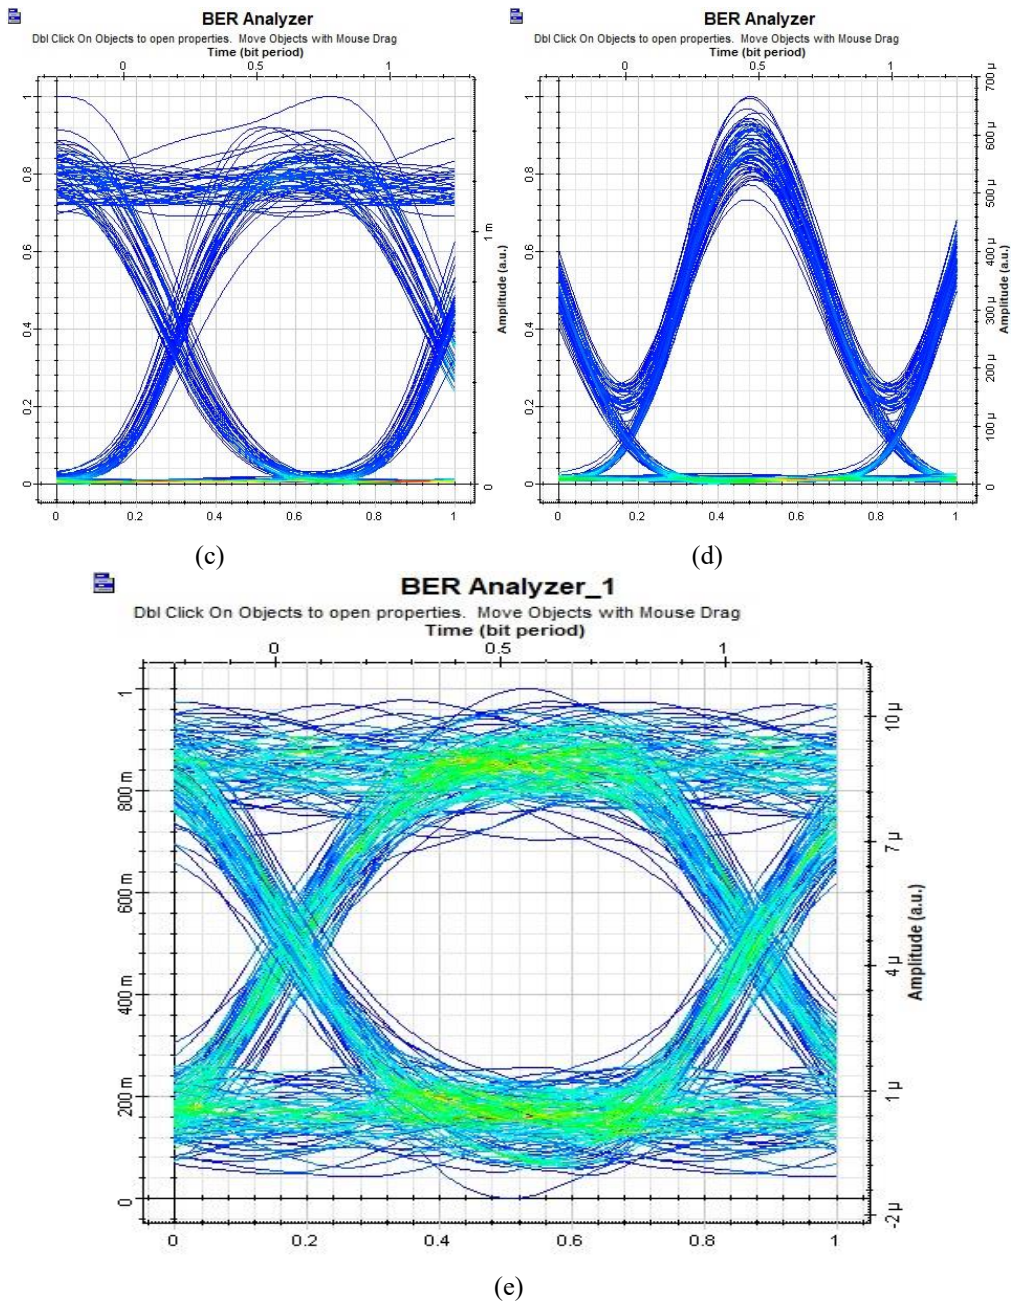 BER Analyzer
Dbl Click On Objects to open properties. Move Objects with Mouse Drag
Time (bit period)
0 0.5 1
1
0.8
0.6
0.4
0.2
0
1 m
0
Amplitude (a.u.)
0 0.2 0.4 0.6 0.8 1
(c)
BER Analyzer
Dbl Click On Objects to open properties. Move Objects with Mouse Drag
Time (bit period)
0 0.5 1
1
0.8
0.6
0.4
0.2
0
700 µ
600 µ
500 µ
400 µ
300 µ
200 µ
100 µ
0
Amplitude (a.u.)
0 0.2 0.4 0.6 0.8 1
(d)
BER Analyzer_1
Dbl Click On Objects to open properties. Move Objects with Mouse Drag
Time (bit period)
0 0.5 1
1
800 m
600 m
400 m
200 m
0
10 µ
7 µ
4 µ
1 µ
-2 µ
Amplitude (a.u.)
0 0.2 0.4 0.6 0.8 1
(e)